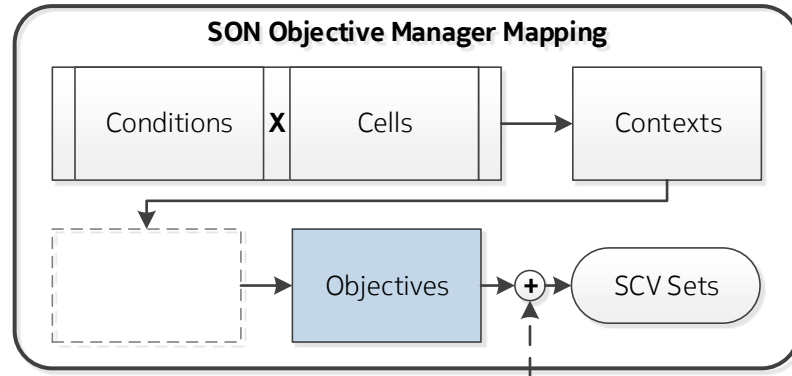 SON Objective Manager Mapping
Conditions X Cells
Contexts
Objectives
+
SCV Sets